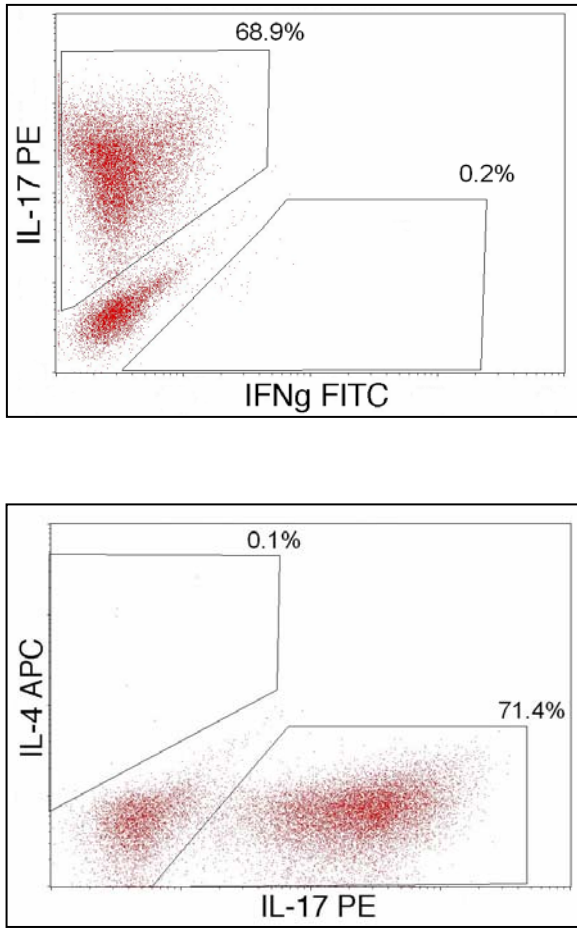 68.9%
0.2%
IL-17 PE
IFNg FITC
0.1%
71.4%
IL-4 APC
IL-17 PE